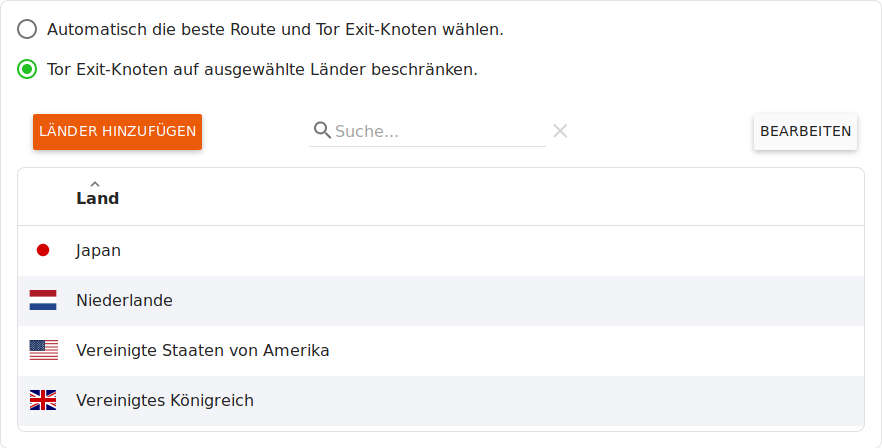 Automatisch die beste Route und Tor Exit-Knoten wählen.
Tor Exit-Knoten auf ausgewählte Länder beschränken.
LÄNDER HINZUFÜGEN
Suche...
BEARBEITEN
Land
Japan
Niederlande
Vereinigte Staaten von Amerika
Vereinigtes Königreich